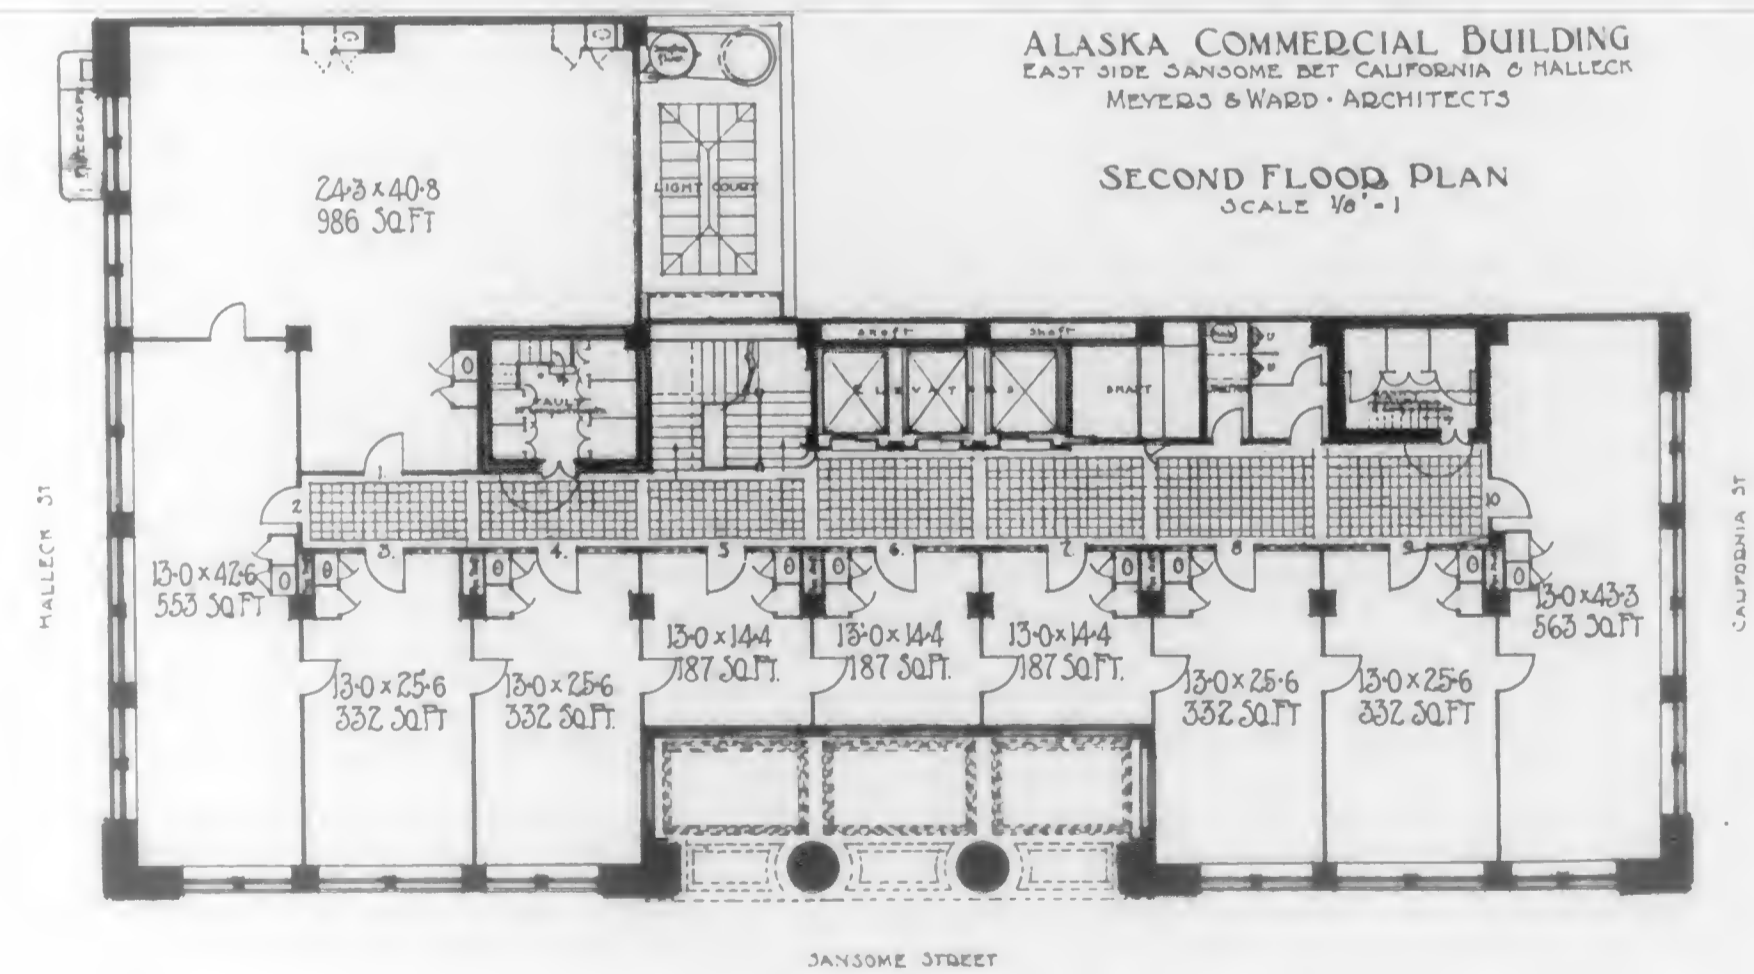 ALASKA COMMERCIAL BUILDING
EAST SIDE SANSOME BET CALIFORNIA & HALLECK
MEYERS & WARD · ARCHITECTS
SECOND FLOOR PLAN
SCALE 1/8" = 1
FIRE ESCAPE
LIGHT COURT
24·3 x 40·8
986 SQ.FT
shaft
shaft
ELEVATORS
SHAFT
VAULT
1.
2
3.
4.
5
6.
7.
8
9
10
HALLECK ST
CALIFORNIA ST
13·0 x 42·6
553 SQ FT
13·0 x 25·6
332 SQ FT
13·0 x 25·6
332 SQ FT.
13·0 x 14·4
187 SQ.FT.
13·0 x 14·4
187 SQ.FT.
13·0 x 14·4
187 SQ.FT.
13·0 x 25·6
332 SQ FT
13·0 x 25·6
332 SQ FT
13·0 x 43·3
563 SQ FT
SANSOME STREET